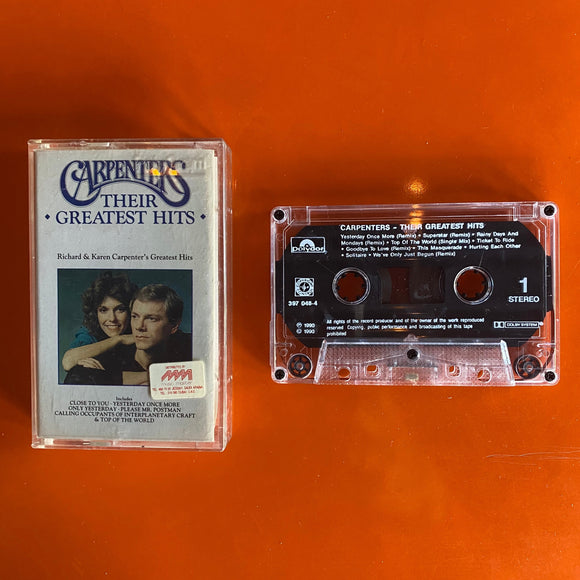 CARPENTERS
THEIR
• GREATEST HITS •
Richard & Karen Carpenter's Greatest Hits
DISTRIBUTED BY
Includes
CLOSE TO YOU · YESTERDAY ONCE MORE
ONLY YESTERDAY · PLEASE MR. POSTMAN
CALLING OCCUPANTS OF INTERPLANETARY CRAFT
& TOP OF THE WORLD
CARPENTERS - THEIR GREATEST HITS
Yesterday Once More (Remix) • Superstar (Remix) • Rainy Days And
Mondays (Remix) • Top Of The World (Single Mix) • Ticket To Ride
• Goodbye To Love (Remix) • This Masquerade • Hurting Each Other
• Solitaire • We've Only Just Begun (Remix)
Polydor
397 048-4
1
STEREO
All rights of the record producer and of the owner of the work reproduced
reserved. Copying, public performance and broadcasting of this tape
prohibited
℗ 1990
© 1990
DOLBY SYSTEM